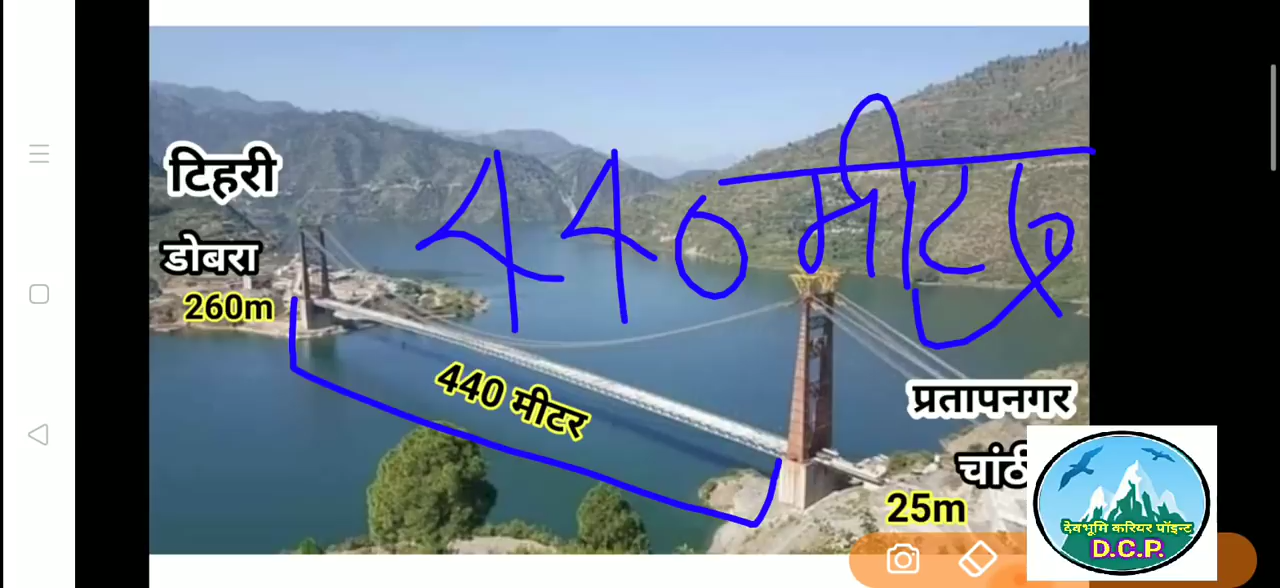 टिहरी
440 मीटर
डोबरा
260m
440 मीटर
प्रतापनगर
चांठी
25m
देवभूमि करियर पॉइन्ट
D.C.P.